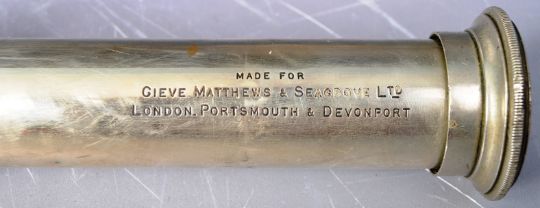 MADE FOR
GIEVE MATTHEWS & SEAGROVE LTD
LONDON. PORTSMOUTH & DEVONPORT